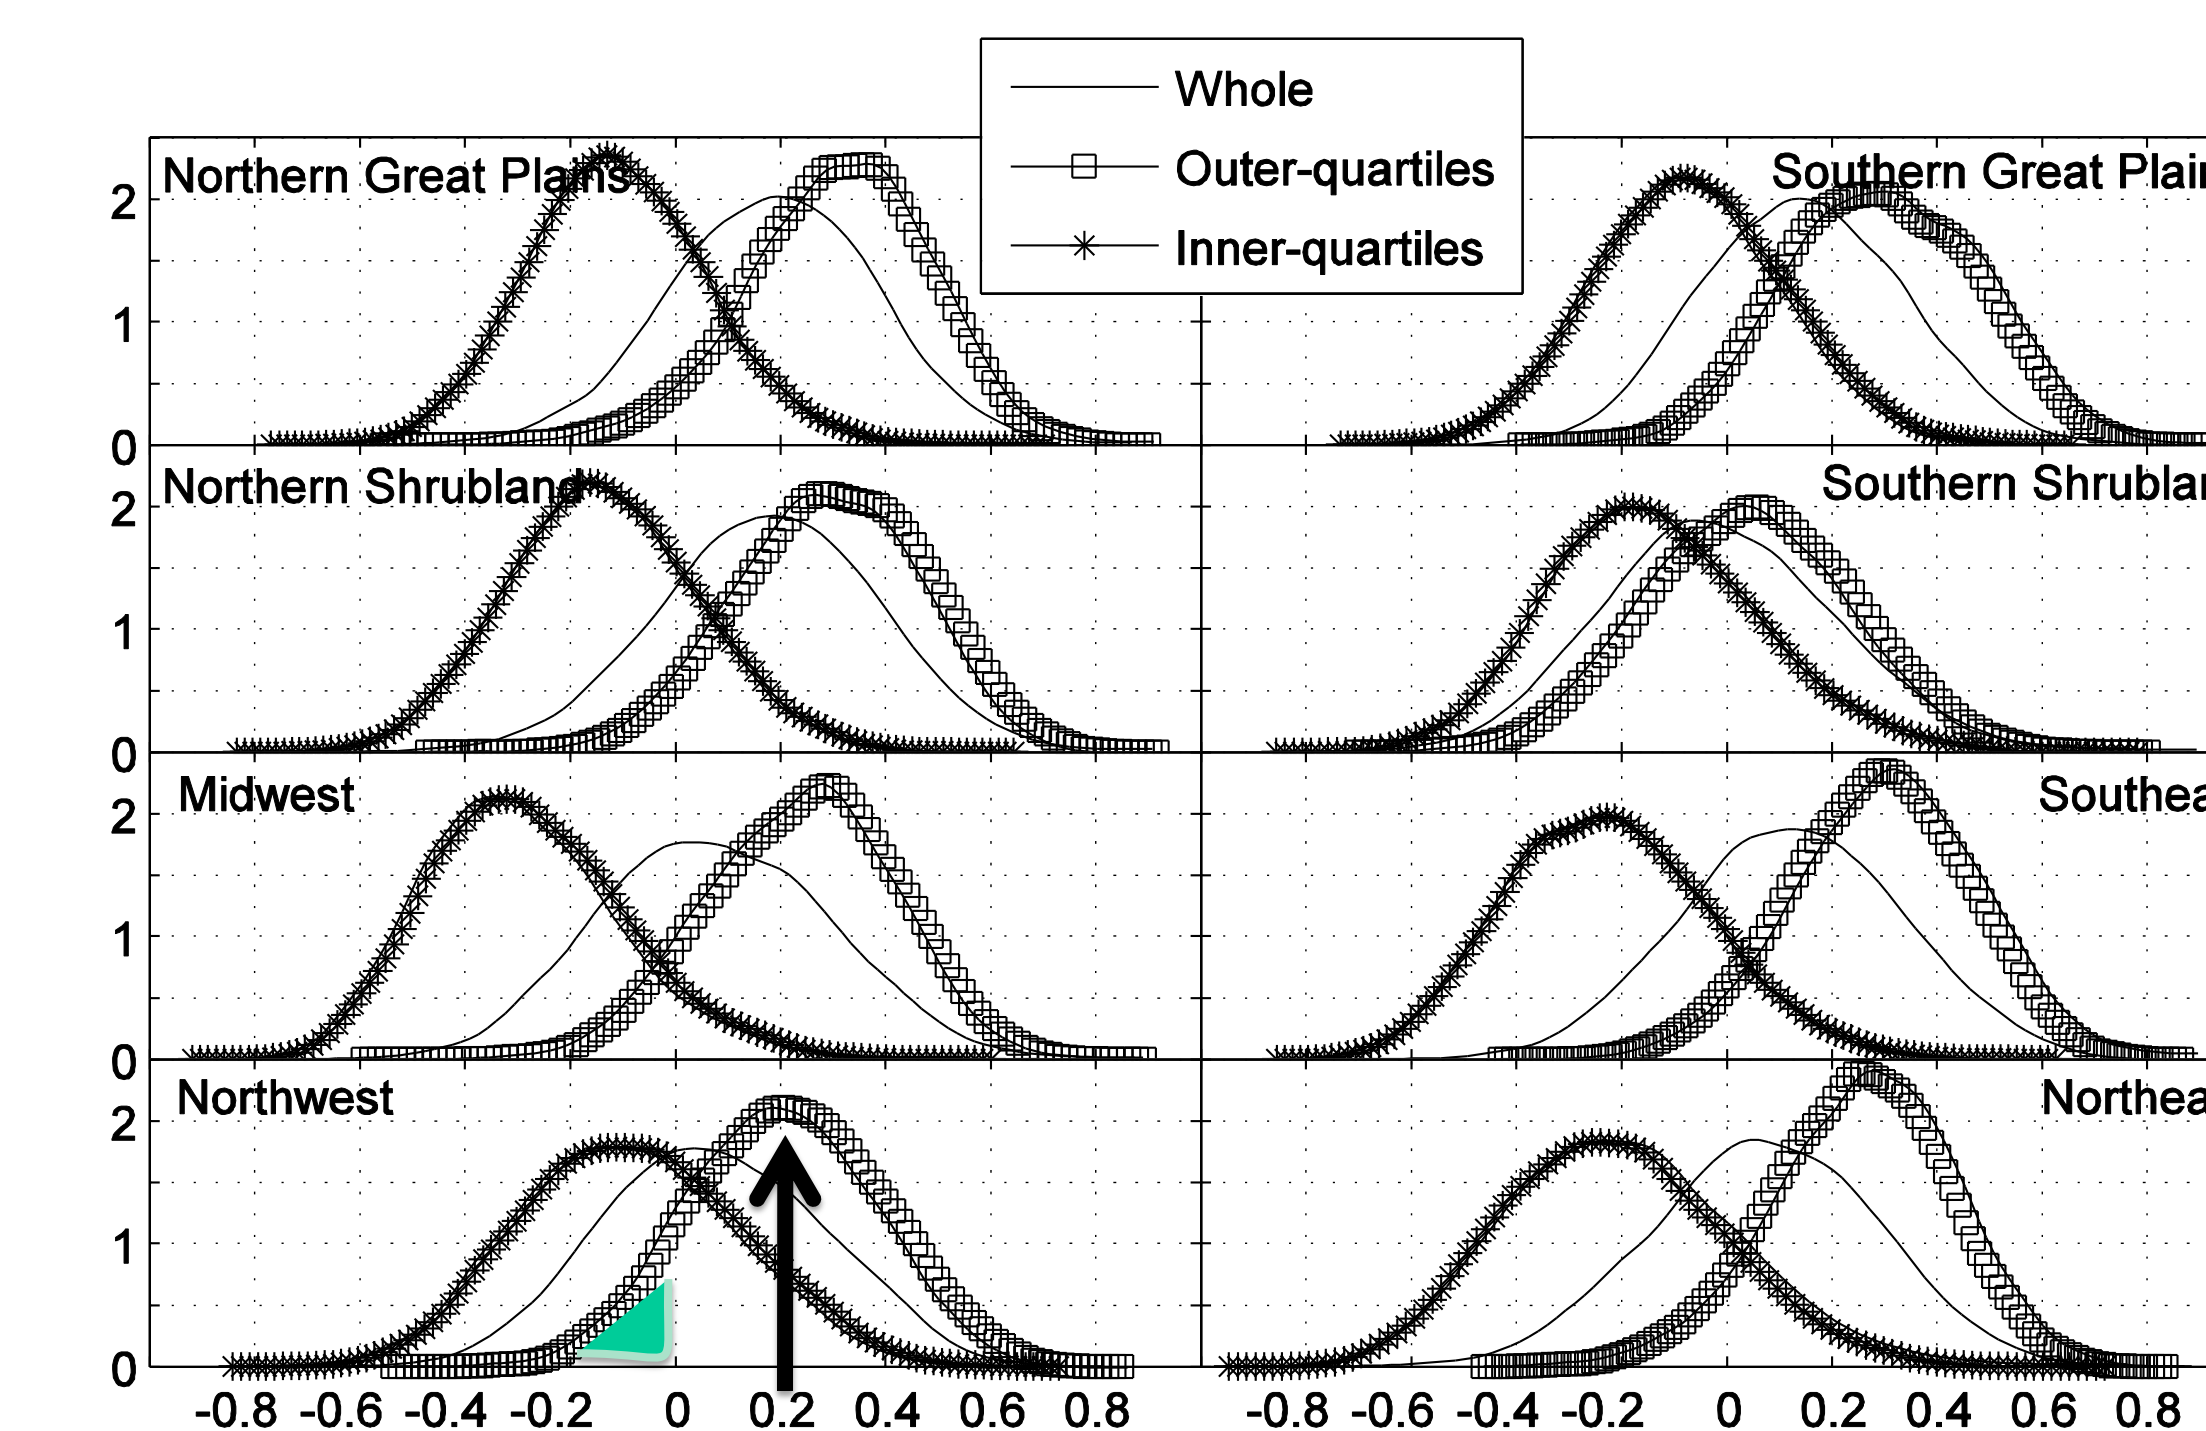 Whole
Outer-quartiles
Inner-quartiles
Northern Great Plains
Southern Great Plain
2
1
0
Northern Shrubland
Southern Shrublan
2
1
0
Midwest
Southea
2
1
0
Northwest
Northea
2
1
0
-0.8 -0.6 -0.4 -0.2 0 0.2 0.4 0.6 0.8
-0.8 -0.6 -0.4 -0.2 0 0.2 0.4 0.6 0.8